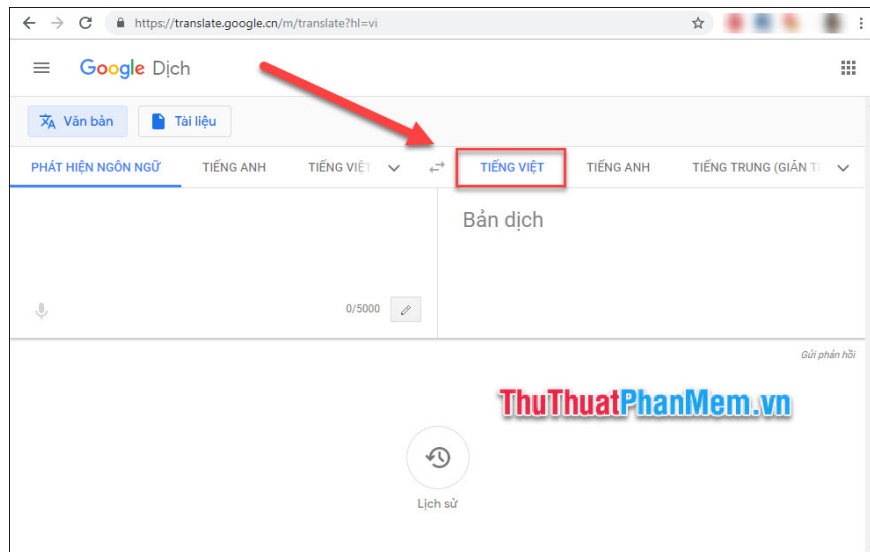 https://translate.google.cn/m/translate?hl=vi
Google Dịch
Văn bản Tài liệu
PHÁT HIỆN NGÔN NGỮ TIẾNG ANH TIẾNG VIỆT TIẾNG VIỆT TIẾNG ANH TIẾNG TRUNG (GIẢN
Bản dịch
0/5000
Gửi phản hồi
ThuThuatPhanMem.vn
Lịch sử